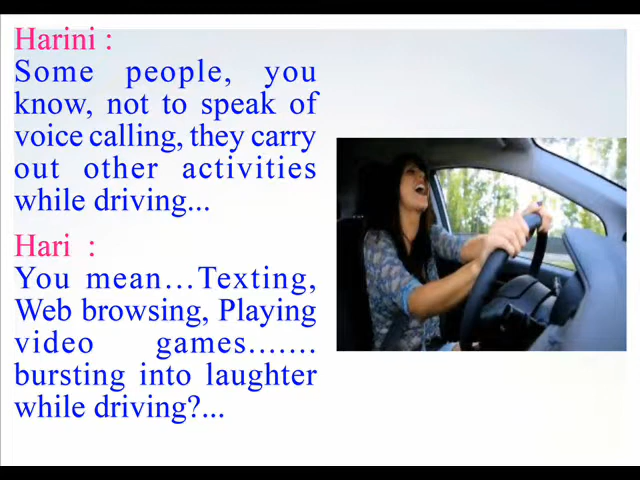 Harini :
Some people, you
know, not to speak of
voice calling, they carry
out other activities
while driving...
Hari :
You mean...Texting,
Web browsing, Playing
video games.......
bursting into laughter
while driving?...